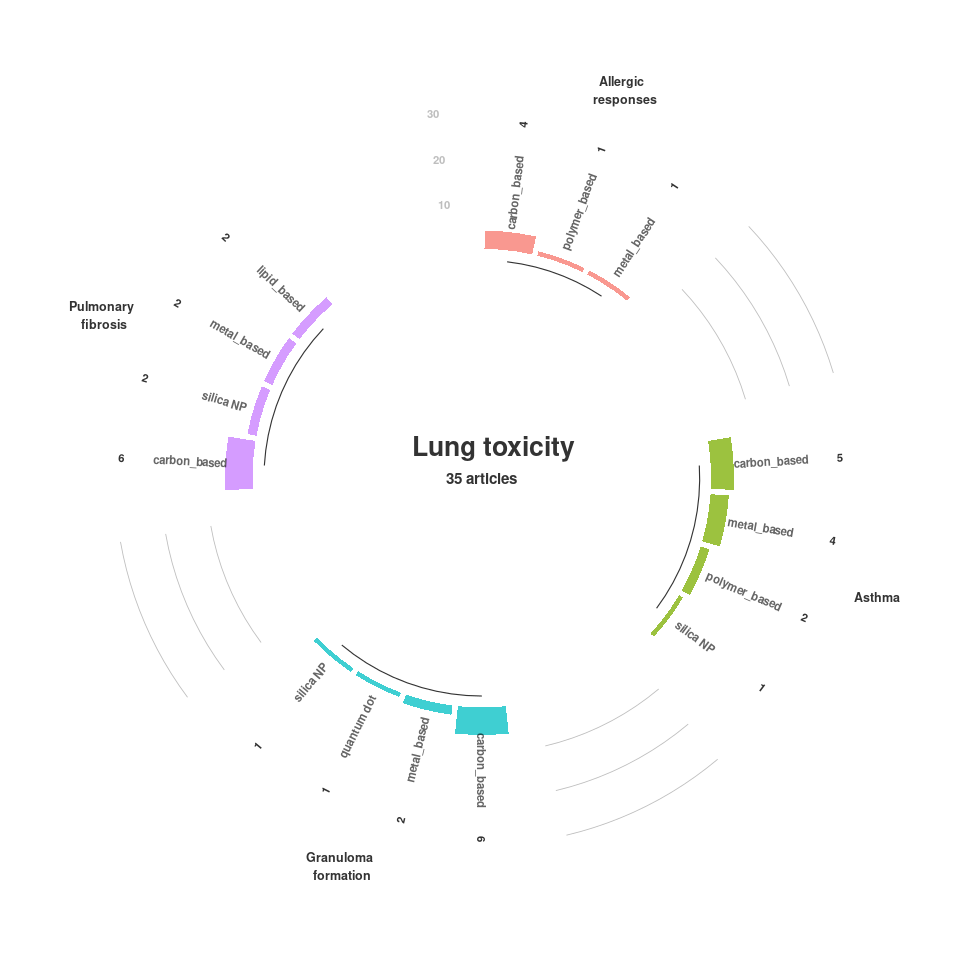 Allergic
responses
30
20
10
4
carbon_based
1
polymer_based
1
metal_based
2
lipid_based
Pulmonary
fibrosis
2
metal_based
2
silica NP
6
carbon_based
Lung toxicity
35 articles
carbon_based
5
metal_based
4
polymer_based
2
silica NP
1
Asthma
silica NP
1
quantum dot
1
metal_based
2
carbon_based
6
Granuloma
formation